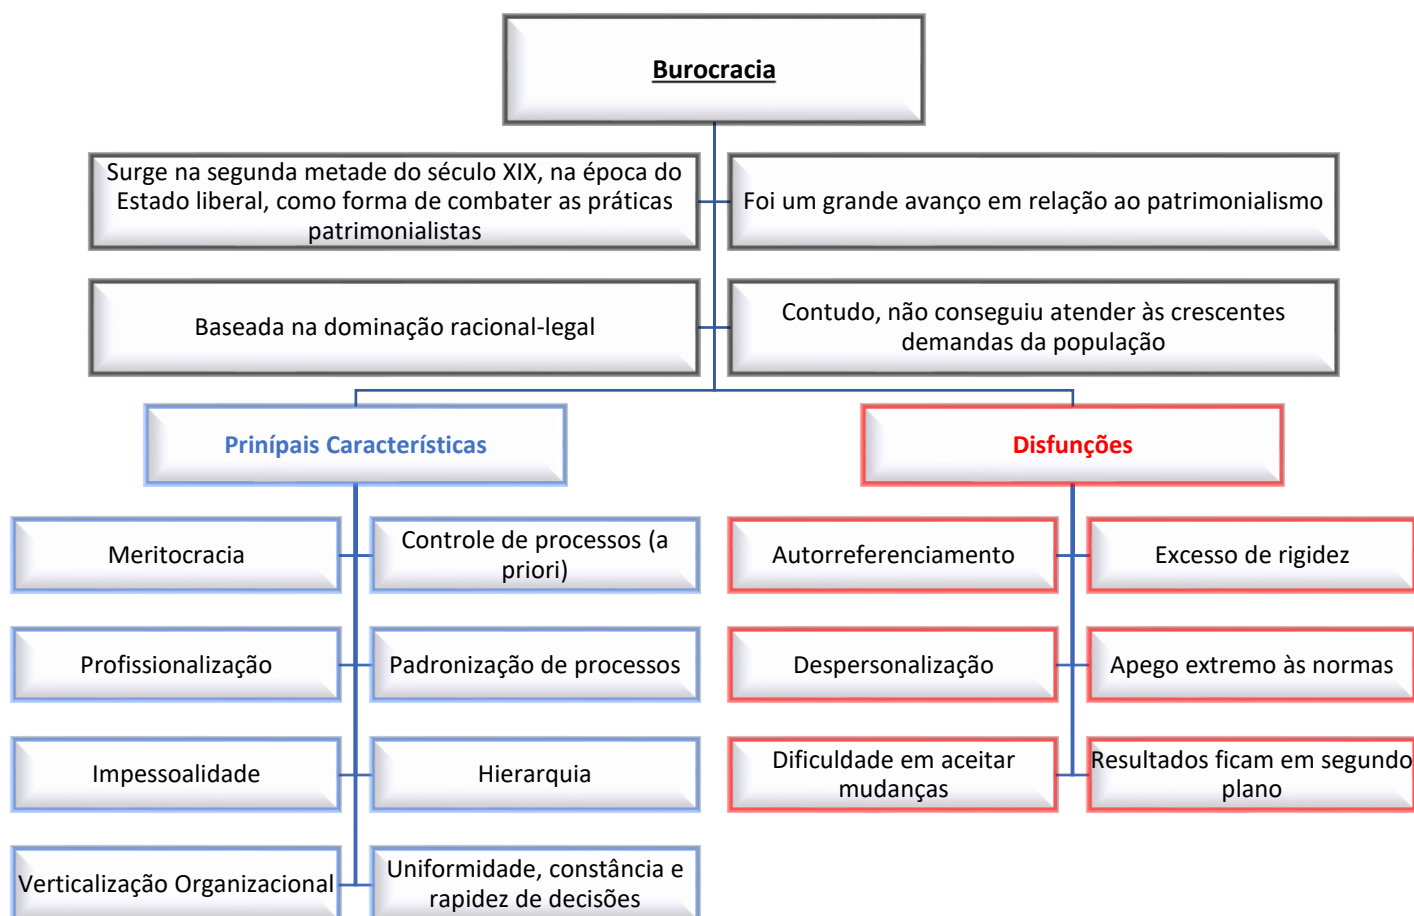 Burocracia
Surge na segunda metade do século XIX, na época do
Estado liberal, como forma de combater as práticas
patrimonialistas
Foi um grande avanço em relação ao patrimonialismo
Baseada na dominação racional-legal
Contudo, não conseguiu atender às crescentes
demandas da população
Prinípais Características
Disfunções
Meritocracia
Controle de processos (a
priori)
Autorreferenciamento
Excesso de rigidez
Profissionalização
Padronização de processos
Despersonalização
Apego extremo às normas
Impessoalidade
Hierarquia
Dificuldade em aceitar
mudanças
Resultados ficam em segundo
plano
Verticalização Organizacional
Uniformidade, constância e
rapidez de decisões